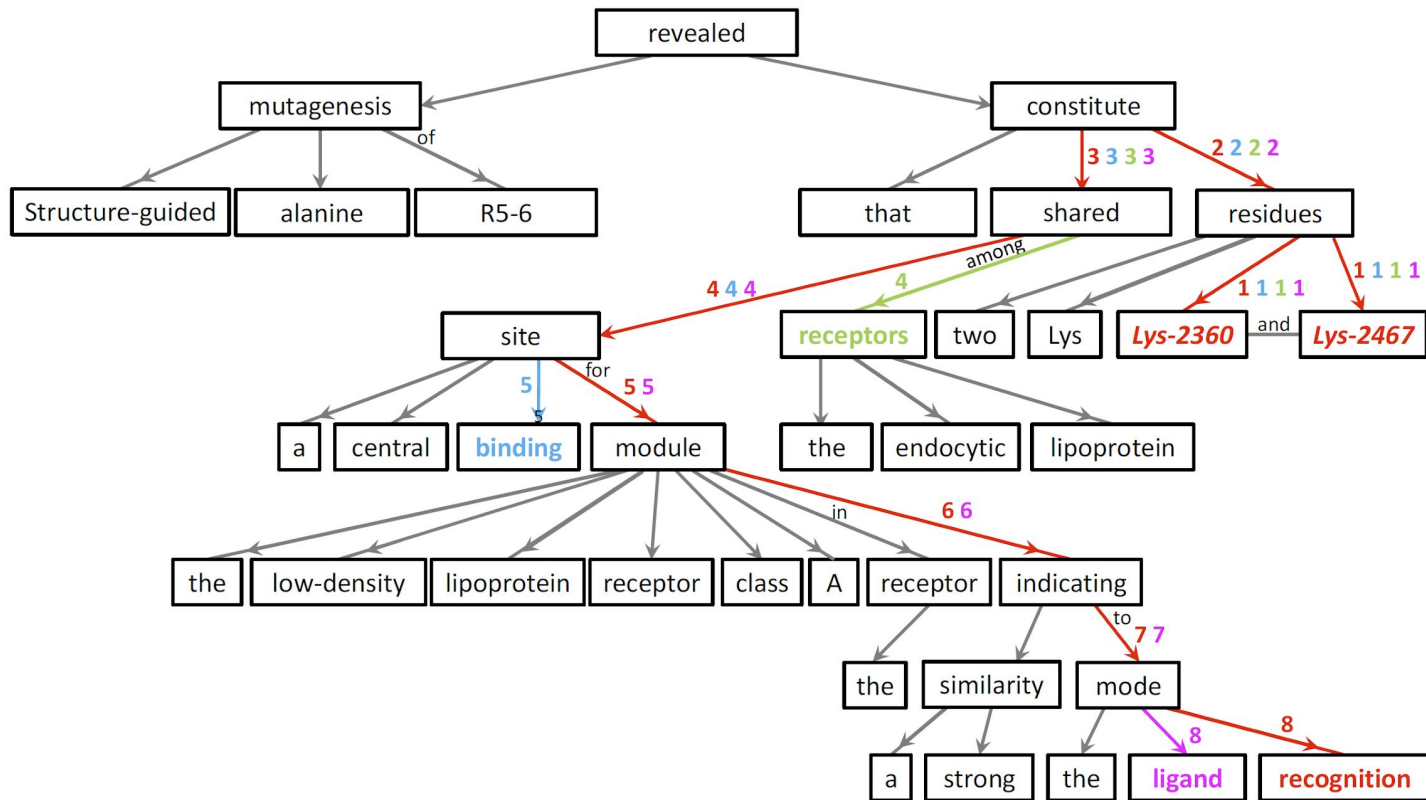 revealed
mutagenesis
constitute
of
3 3 3 3
2 2 2 2
Structure-guided
alanine
R5-6
that
shared
residues
among
4 4 4
4
1 1 1 1
1 1 1 1
site
receptors
two
Lys
Lys-2360
and
Lys-2467
5
s
for
5 5
a
central
binding
module
the
endocytic
lipoprotein
in
6 6
the
low-density
lipoprotein
receptor
class
A
receptor
indicating
to
7 7
the
similarity
mode
8
8
a
strong
the
ligand
recognition